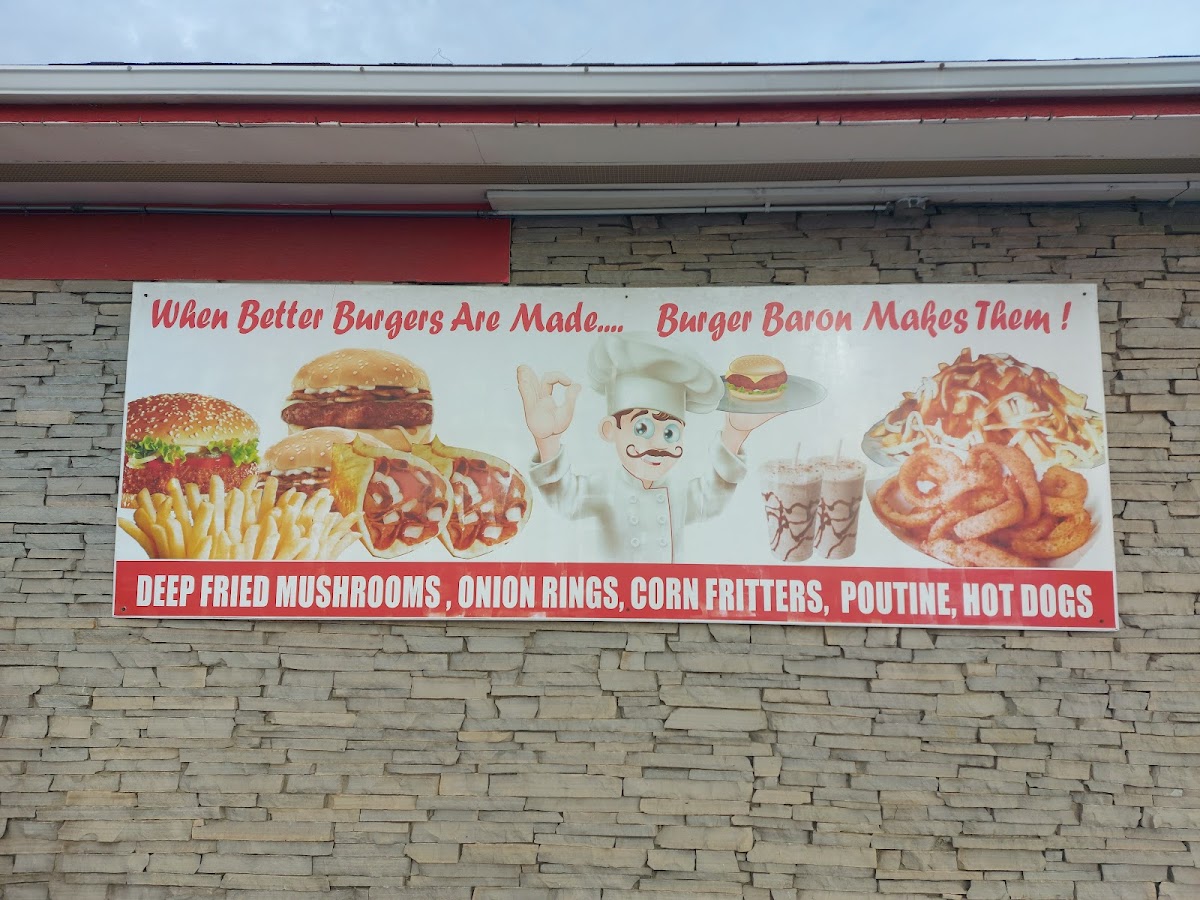 When Better Burgers Are Made.... Burger Baron Makes Them !
DEEP FRIED MUSHROOMS , ONION RINGS, CORN FRITTERS, POUTINE, HOT DOGS